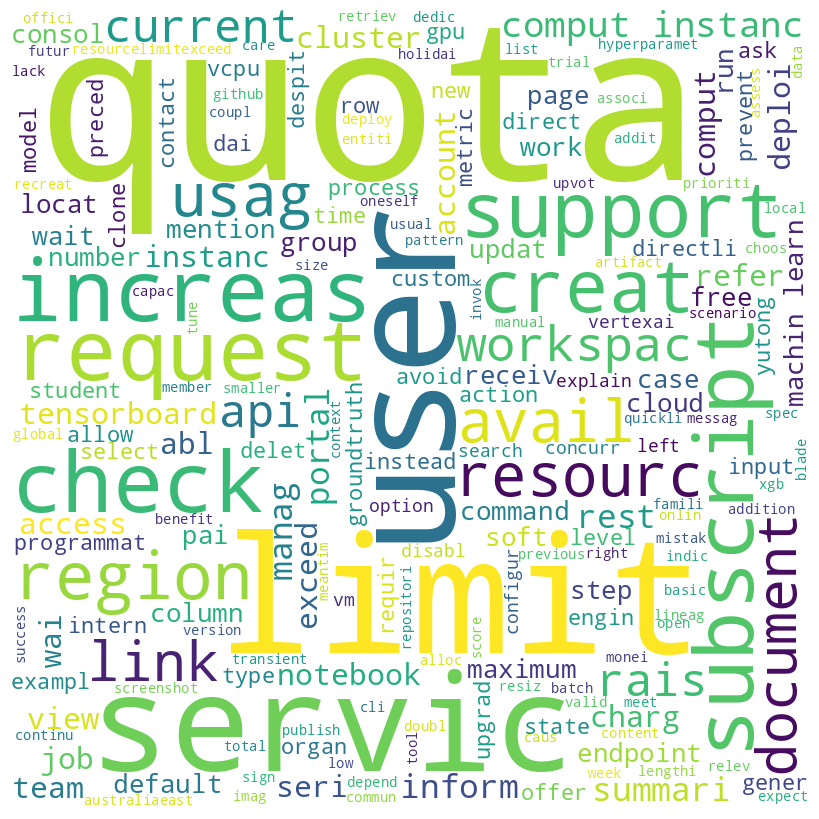 offici
retriev
dedic
consol
current
cluster
gpu
comput instanc
futur
resourcelimitexceed
care
holidai
list
hyperparamet
ask
lack
preced
contact
vcpu
despit
quota
new
trial
run
data
github
coupl
row
page
associ
comput
prevent
assess
deploi
model
dai
deploy
entiti
account
metric
direct
work
addit
recreat
usag
process
oneself
upvot
prioriti
locat
clone
mention
time
usual
pattern
support
local
wait
group
user
updat
directli
choos
number
instanc
size
custom
invok
artifact
refer
increas
capac
tune
creat
free
scenario
manual
vertexai
yutong
machin learn
request
workspac
student
member
smaller
avoid
receiv
explain
case
tensorboard
api
context
action
cloud
quickli
messag
spec
global
allow
select
abl
delet
portal
groundtruth
instead
avail
search
concurr
left
input
blade
check
benefit
option
resourc
xgb
access
programmat
pai
manag
exceed
command
rest
famili
onlin
addition
soft
level
mistak
disabl
previous
right
indic
subscript
document
region
limit
meantim
requir
repositori
configur
step
engin
basic
lineag
open
column
wai
intern
vm
success
version
link
transient
score
alloc
maximum
monei
rais
exampl
screenshot
type
notebook
resiz
batch
valid
meet
view
servic
cli
doubl
upgrad
state
charg
continu
publish
organ
total
tool
caus
content
endpoint
job
low
week
lengthi
relev
team
default
sign
seri
depend
inform
offer
summari
gener
australiaeast
imag
commun
expect